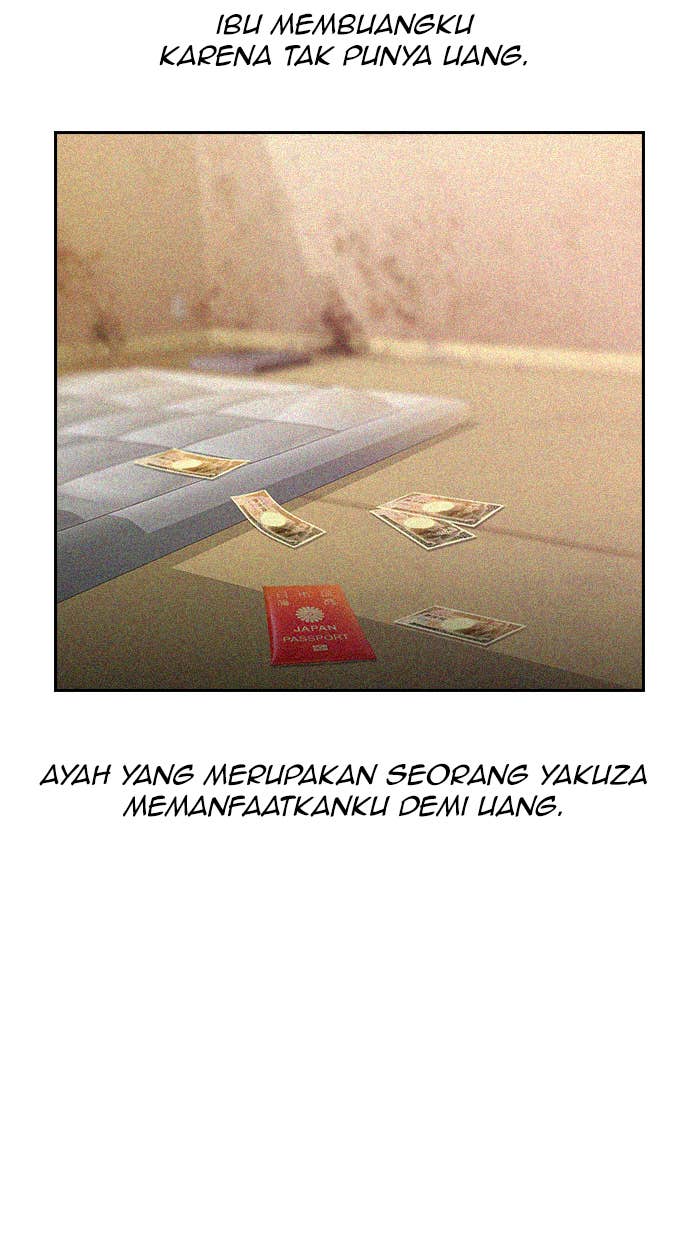 IBU MEMBUANGKU
KARENA TAK PUNYA UANG.
JAPAN
PASSPORT
AYAH YANG MERUPAKAN SEORANG YAKUZA
MEMANFAATKANKU DEMI UANG.